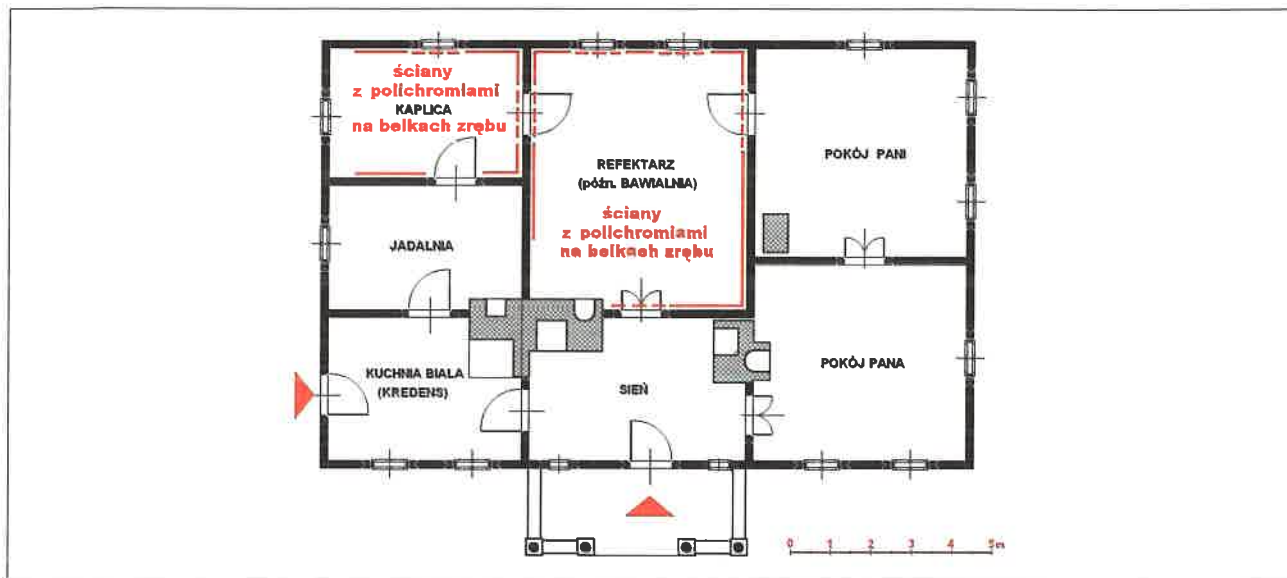 ściany
z polichromiami
KAPLICA
na belkach zrębu
REFEKTARZ
(późn. BAWIALNIA)
ściany
z polichromiami
na belkach zrębu
POKÓJ PANI
JADALNIA
KUCHNIA BIALA
(KREDENS)
SIEŃ
POKÓJ PANA
0 1 2 3 4 5m